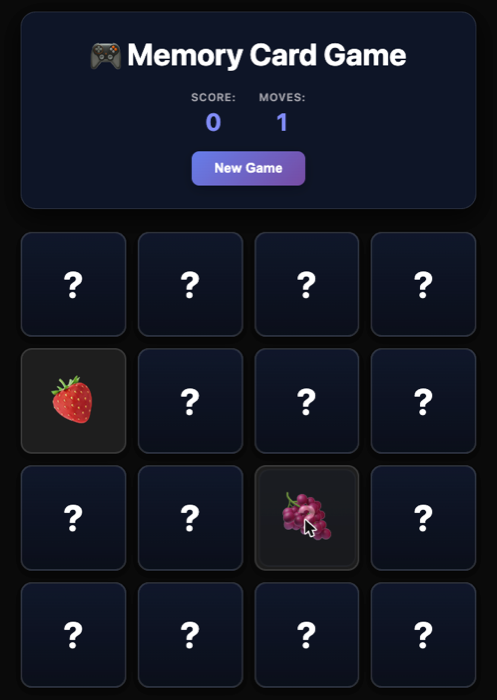 🎮 Memory Card Game
SCORE: MOVES:
0 1
New Game
? ? ? ?
? ? ?
? ? ?
? ? ? ?